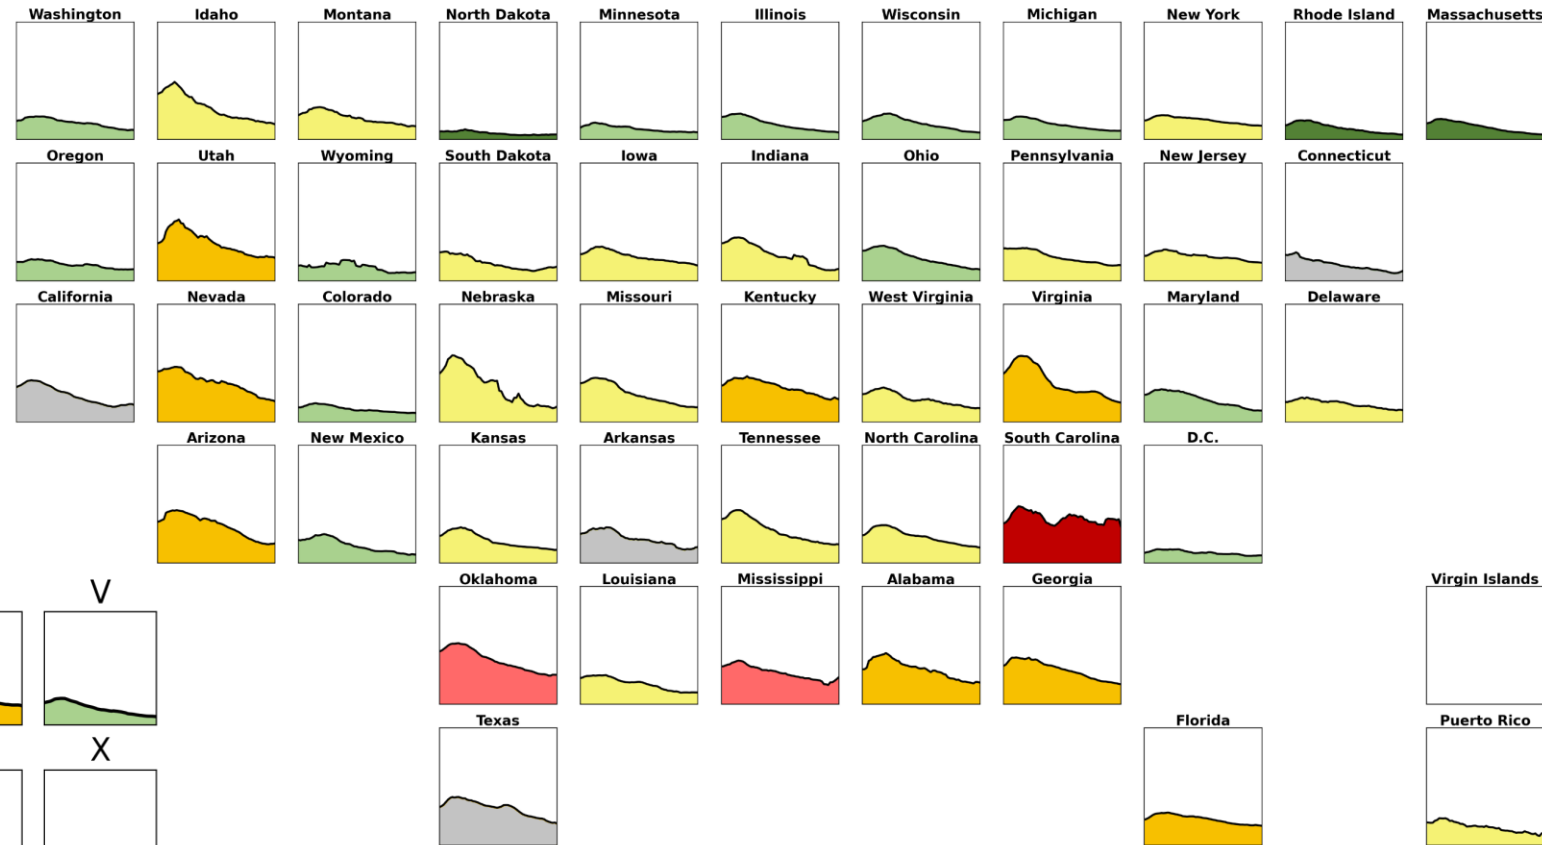 Washington Idaho Montana North Dakota Minnesota Illinois Wisconsin Michigan New York Rhode Island Massachusetts
Oregon Utah Wyoming South Dakota Iowa Indiana Ohio Pennsylvania New Jersey Connecticut
California Nevada Colorado Nebraska Missouri Kentucky West Virginia Virginia Maryland Delaware
Arizona New Mexico Kansas Arkansas Tennessee North Carolina South Carolina D.C.
Oklahoma Louisiana Mississippi Alabama Georgia Virgin Islands
V
Texas Florida Puerto Rico
X